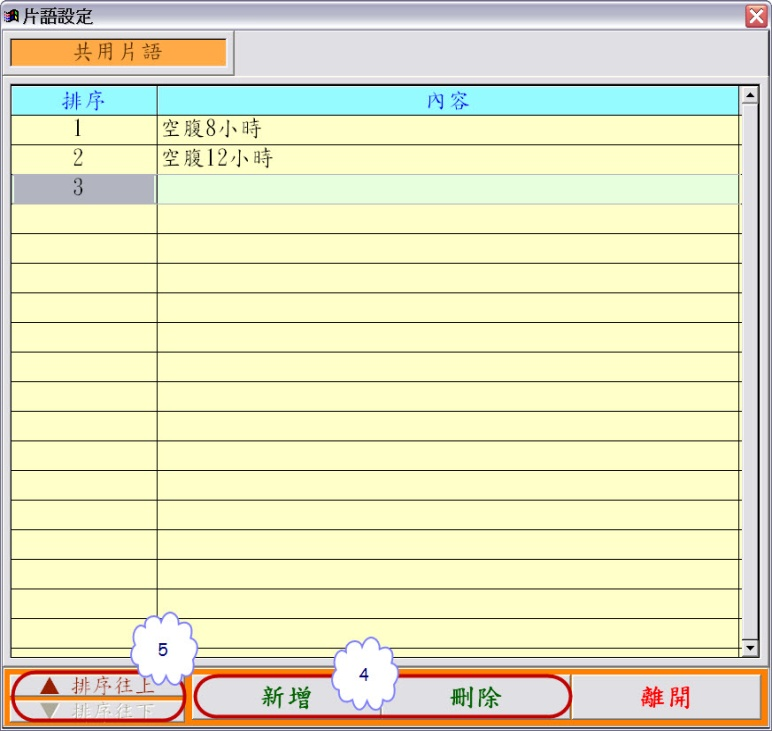 片語設定
共用片語
排序 內容
1 空腹8小時
2 空腹12小時
3
5
4
▲ 排序往上 新增 刪除 離開
▼ 排序往下